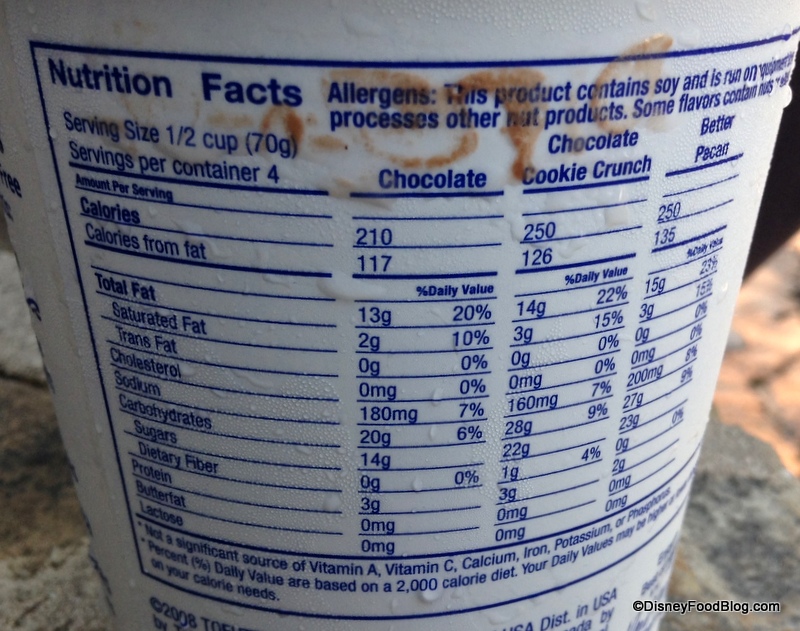 Nutrition Facts
Serving Size 1/2 cup (70g)
Servings per container 4
Allergens: This product contains soy and is run on equipment
processes other nut products. Some flavors contain nuts
Chocolate
Chocolate Cookie Crunch
Better Pecan
Amount Per Serving
Calories 210 250 250
Calories from fat 117 126 135
%Daily Value %Daily Value %Daily Value
Total Fat 13g 20% 14g 22% 15g 23%
Saturated Fat 2g 10% 3g 15% 3g 15%
Trans Fat 0g 0% 0g 0% 0g 0%
Cholesterol 0mg 0% 0mg 0% 0mg 0%
Sodium 180mg 7% 160mg 7% 200mg 8%
Carbohydrates 20g 6% 28g 9% 27g 9%
Sugars 14g 22g 23g
Dietary Fiber 0g 0% 1g 4% 0g 0%
Protein 3g 3g 2g
Butterfat 0mg 0mg 0mg
Lactose 0mg 0mg 0mg
* Not a significant source of Vitamin A, Vitamin C, Calcium, Iron, Potassium, or Phosphorus.
* Percent (%) Daily Value are based on a 2,000 calorie diet. Your Daily Values may be higher
on your calorie needs.
©2008
USA Dist. in USA
by
©DisneyFoodBlog.com